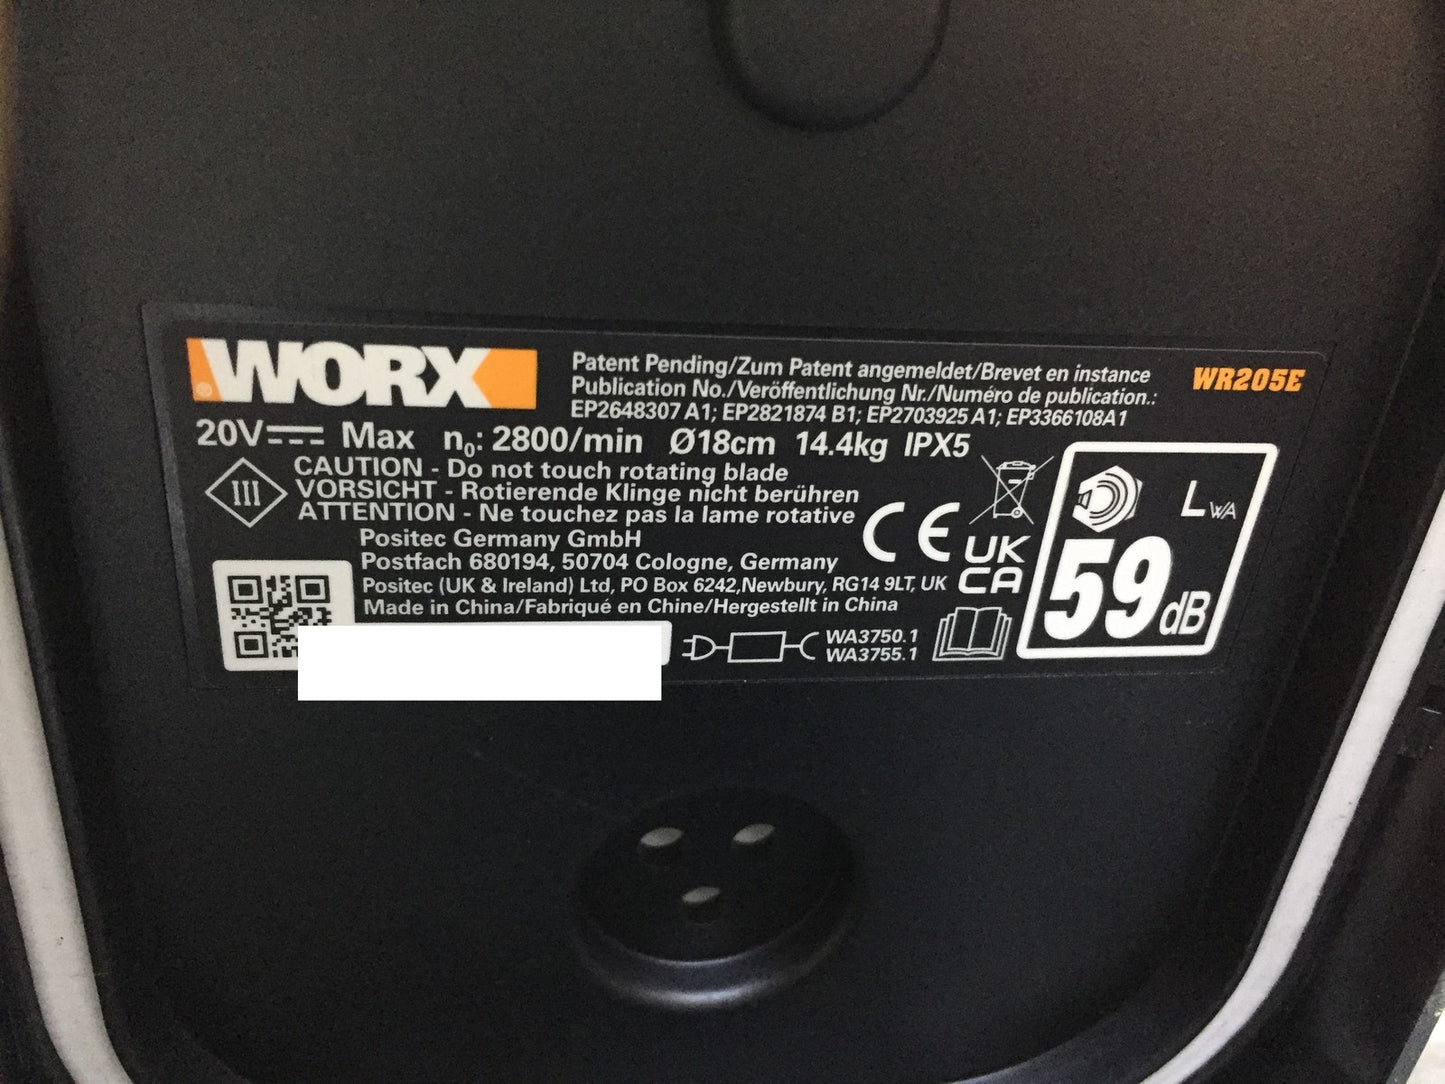 WORX
®
Patent Pending/Zum Patent angemeldet/Brevet en instance
Publication No./Veröffentlichung Nr./Numéro de publication.:
EP2648307 A1; EP2821874 B1; EP2703925 A1; EP3366108A1
WR205E
20V Max n0: 2800/min Ø18cm 14.4kg IPX5
III
CAUTION - Do not touch rotating blade
VORSICHT - Rotierende Klinge nicht berühren
ATTENTION - Ne touchez pas la lame rotative
Positec Germany GmbH
Postfach 680194, 50704 Cologne, Germany
Positec (UK & Ireland) Ltd, PO Box 6242,Newbury, RG14 9LT, UK
Made in China/Fabriqué en Chine/Hergestellt in China
CE
UK
CA
WA3750.1
WA3755.1
LWA
59dB